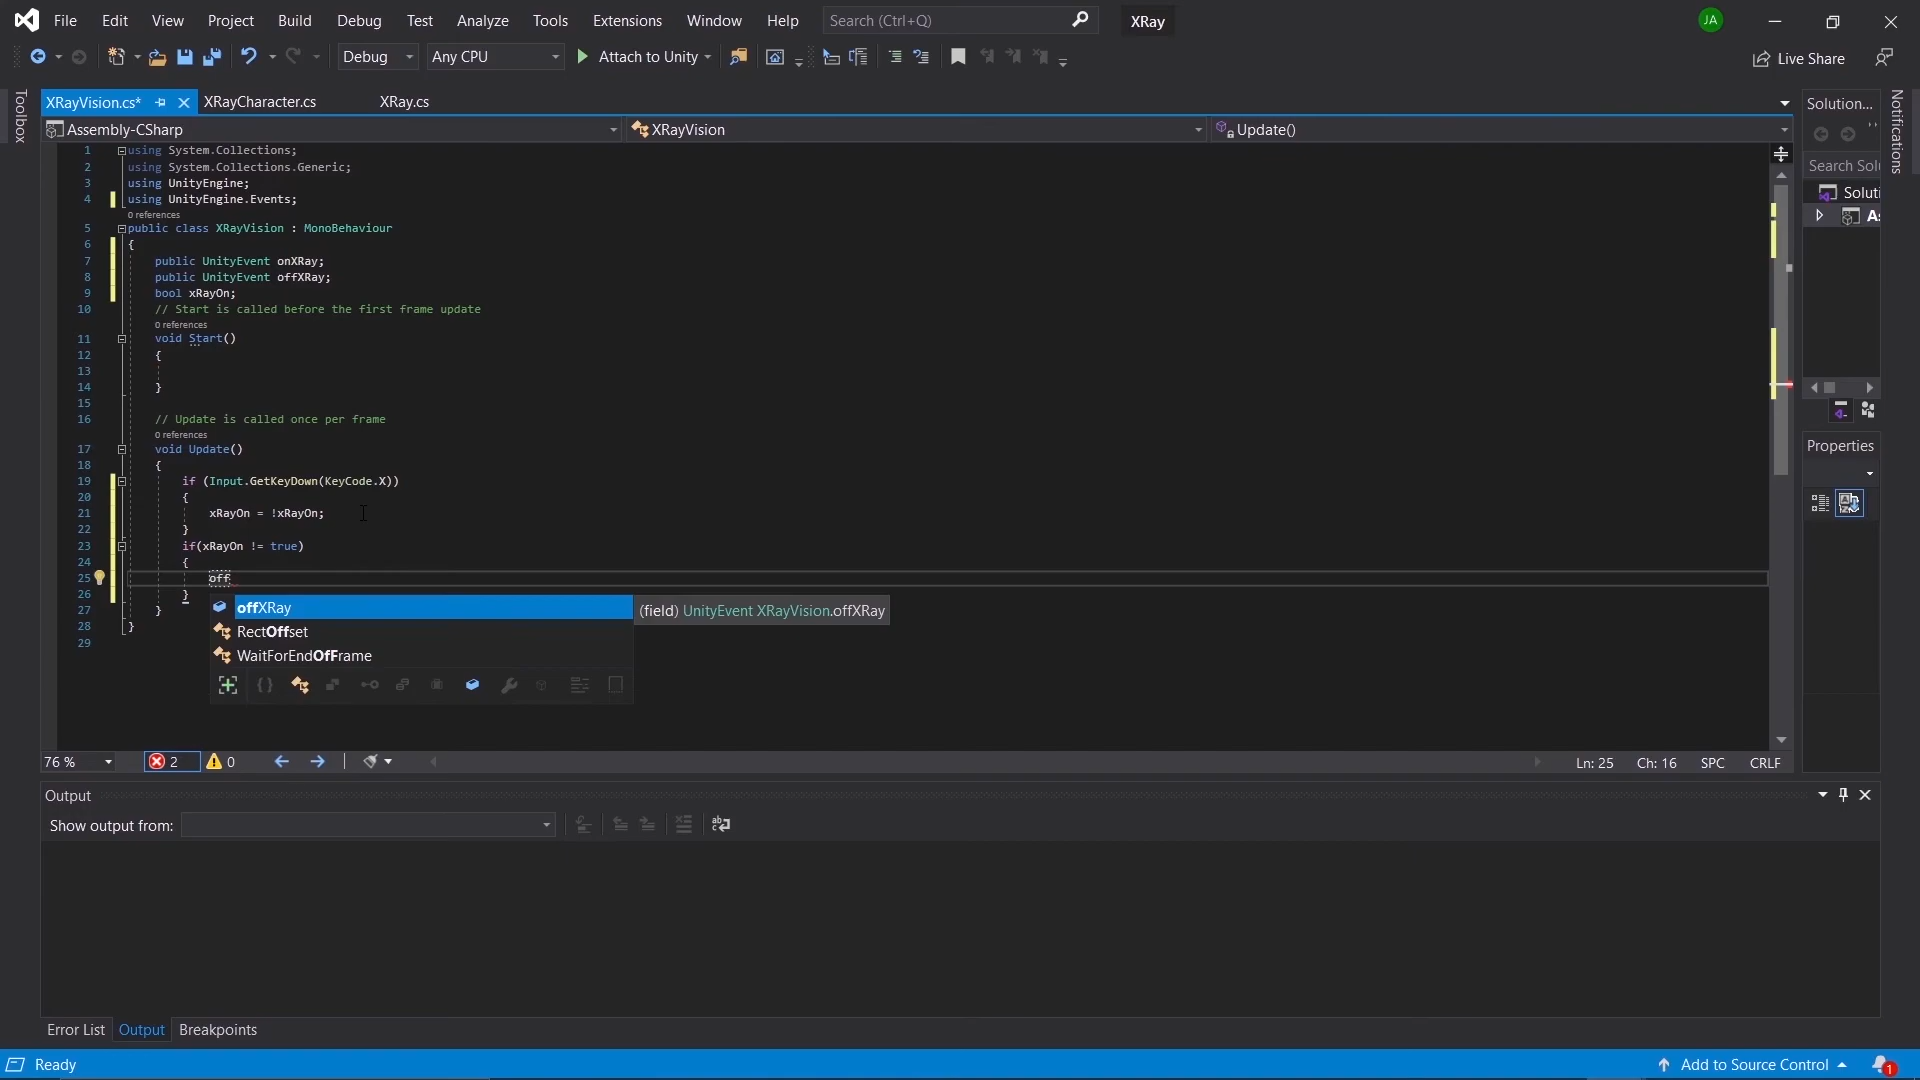 File Edit View Project Build Debug Test Analyze Tools Extensions Window Help Search (Ctrl+Q) XRay JA
Debug Any CPU Attach to Unity Live Share
Toolbox
XRayVision.cs* XRayCharacter.cs XRay.cs
Solution...
Notifications
Assembly-CSharp XRayVision Update()
Search Solu
Soluti
As
1 using System.Collections;
2 using System.Collections.Generic;
3 using UnityEngine;
4 using UnityEngine.Events;
0 references
5 public class XRayVision : MonoBehaviour
6 {
7 public UnityEvent onXRay;
8 public UnityEvent offXRay;
9 bool xRayOn;
10 // Start is called before the first frame update
0 references
11 void Start()
12 {
13
14 }
15
16 // Update is called once per frame
0 references
17 void Update()
18 {
19 if (Input.GetKeyDown(KeyCode.X))
20 {
21 xRayOn = !xRayOn;
22 }
23 if(xRayOn != true)
24 {
25 off
26 }
27 }
28 }
29
offXRay (field) UnityEvent XRayVision.offXRay
RectOffset
WaitForEndOfFrame
Properties
76 % 2 0 Ln: 25 Ch: 16 SPC CRLF
Output
Show output from:
Error List Output Breakpoints
Ready Add to Source Control 1